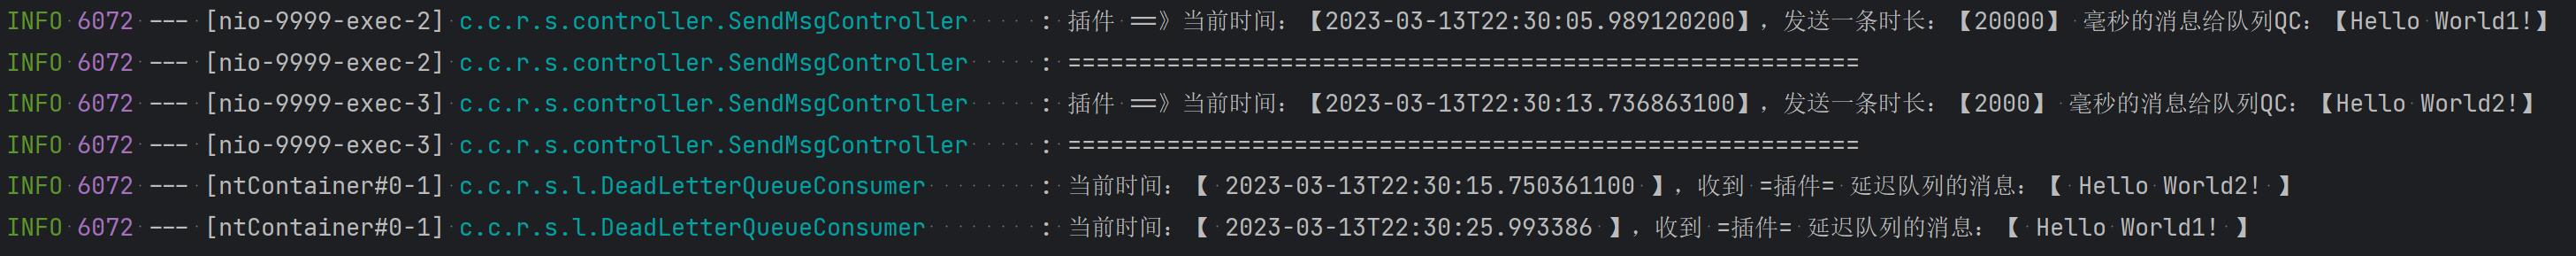 INFO 6072 --- [nio-9999-exec-2] c.c.r.s.controller.SendMsgController : 插件 ==》当前时间：【2023-03-13T22:30:05.989120200】，发送一条时长：【20000】 毫秒的消息给队列QC：【Hello World1!】
INFO 6072 --- [nio-9999-exec-2] c.c.r.s.controller.SendMsgController : ========================================================
INFO 6072 --- [nio-9999-exec-3] c.c.r.s.controller.SendMsgController : 插件 ==》当前时间：【2023-03-13T22:30:13.736863100】，发送一条时长：【2000】 毫秒的消息给队列QC：【Hello World2!】
INFO 6072 --- [nio-9999-exec-3] c.c.r.s.controller.SendMsgController : ========================================================
INFO 6072 --- [ntContainer#0-1] c.c.r.s.l.DeadLetterQueueConsumer : 当前时间：【 2023-03-13T22:30:15.750361100 】，收到 =插件= 延迟队列的消息：【 Hello World2! 】
INFO 6072 --- [ntContainer#0-1] c.c.r.s.l.DeadLetterQueueConsumer : 当前时间：【 2023-03-13T22:30:25.993386 】，收到 =插件= 延迟队列的消息：【 Hello World1! 】